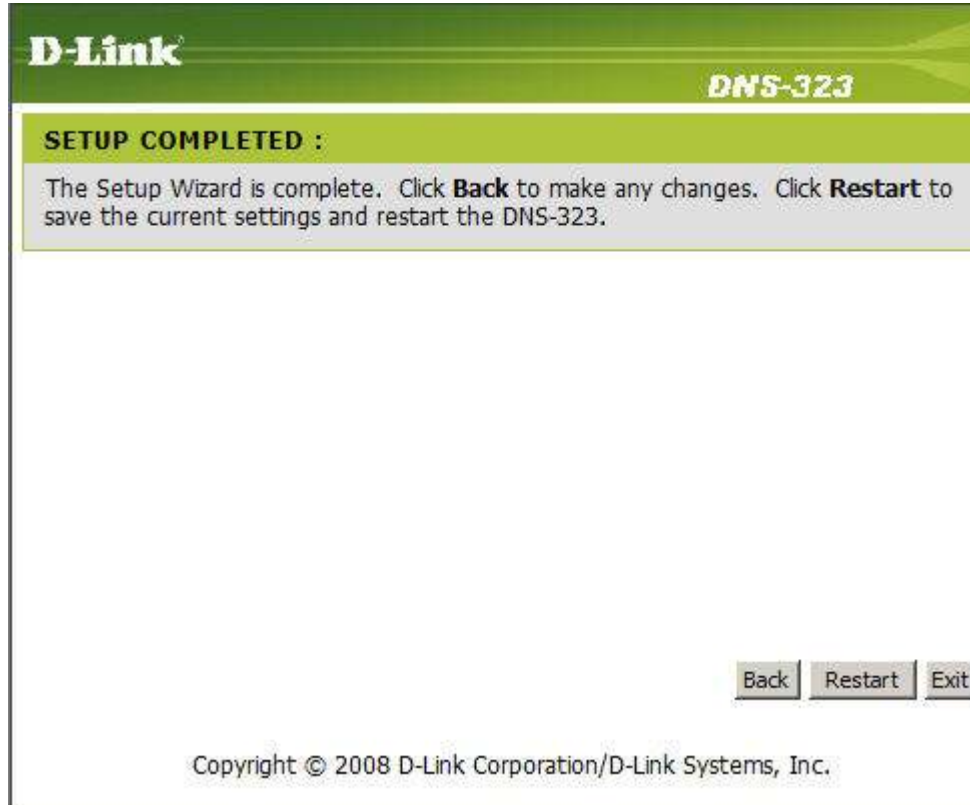 D-Link
DNS-323
SETUP COMPLETED :
The Setup Wizard is complete. Click Back to make any changes. Click Restart to
save the current settings and restart the DNS-323.
Back Restart Exit
Copyright © 2008 D-Link Corporation/D-Link Systems, Inc.